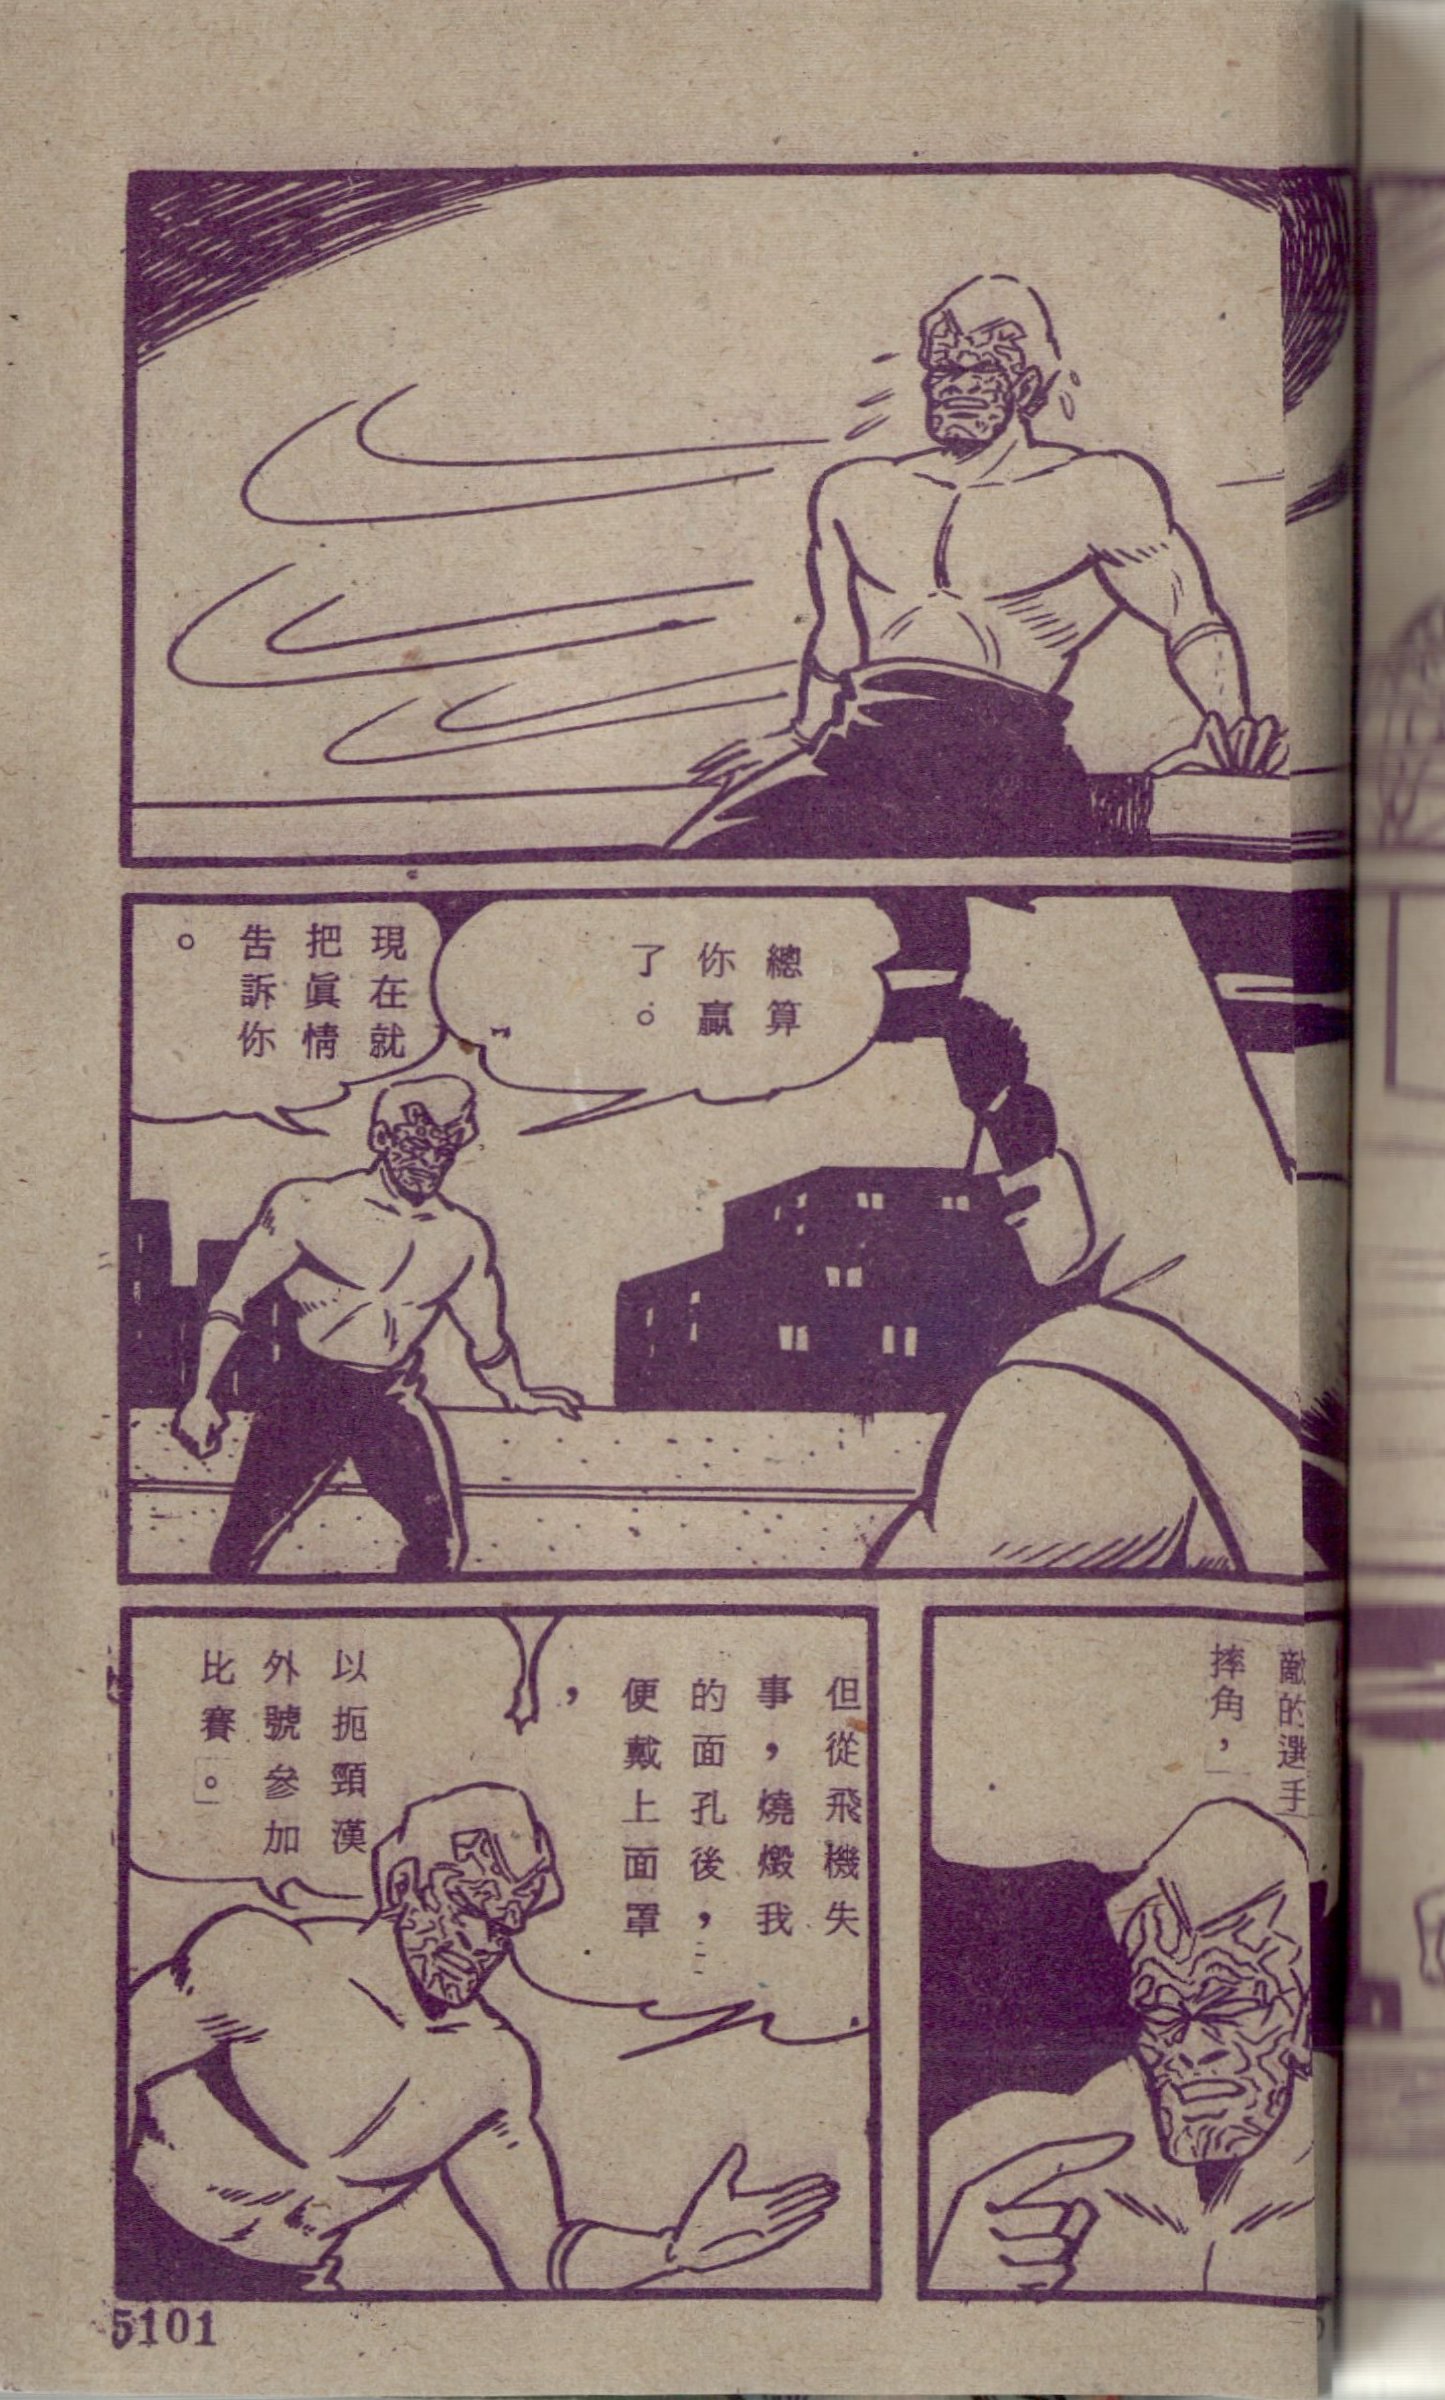 總算
你贏
了。
現在就
把眞情
告訴你
。
敵的選手
摔角，
但從飛機失
事，燒燬我
的面孔後，
便戴上面罩
，
以扼頸漢
外號參加
比賽」。
5101